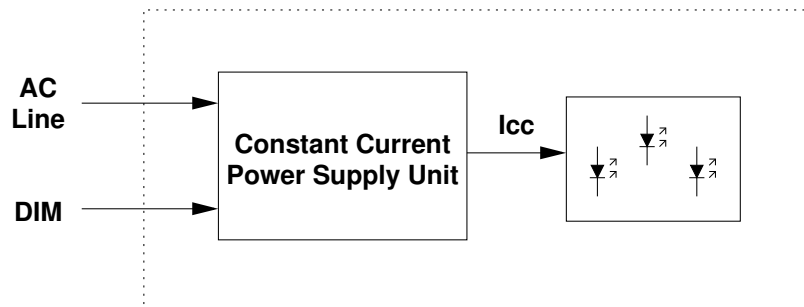 AC
Line
DIM
Constant Current
Power Supply Unit
Icc